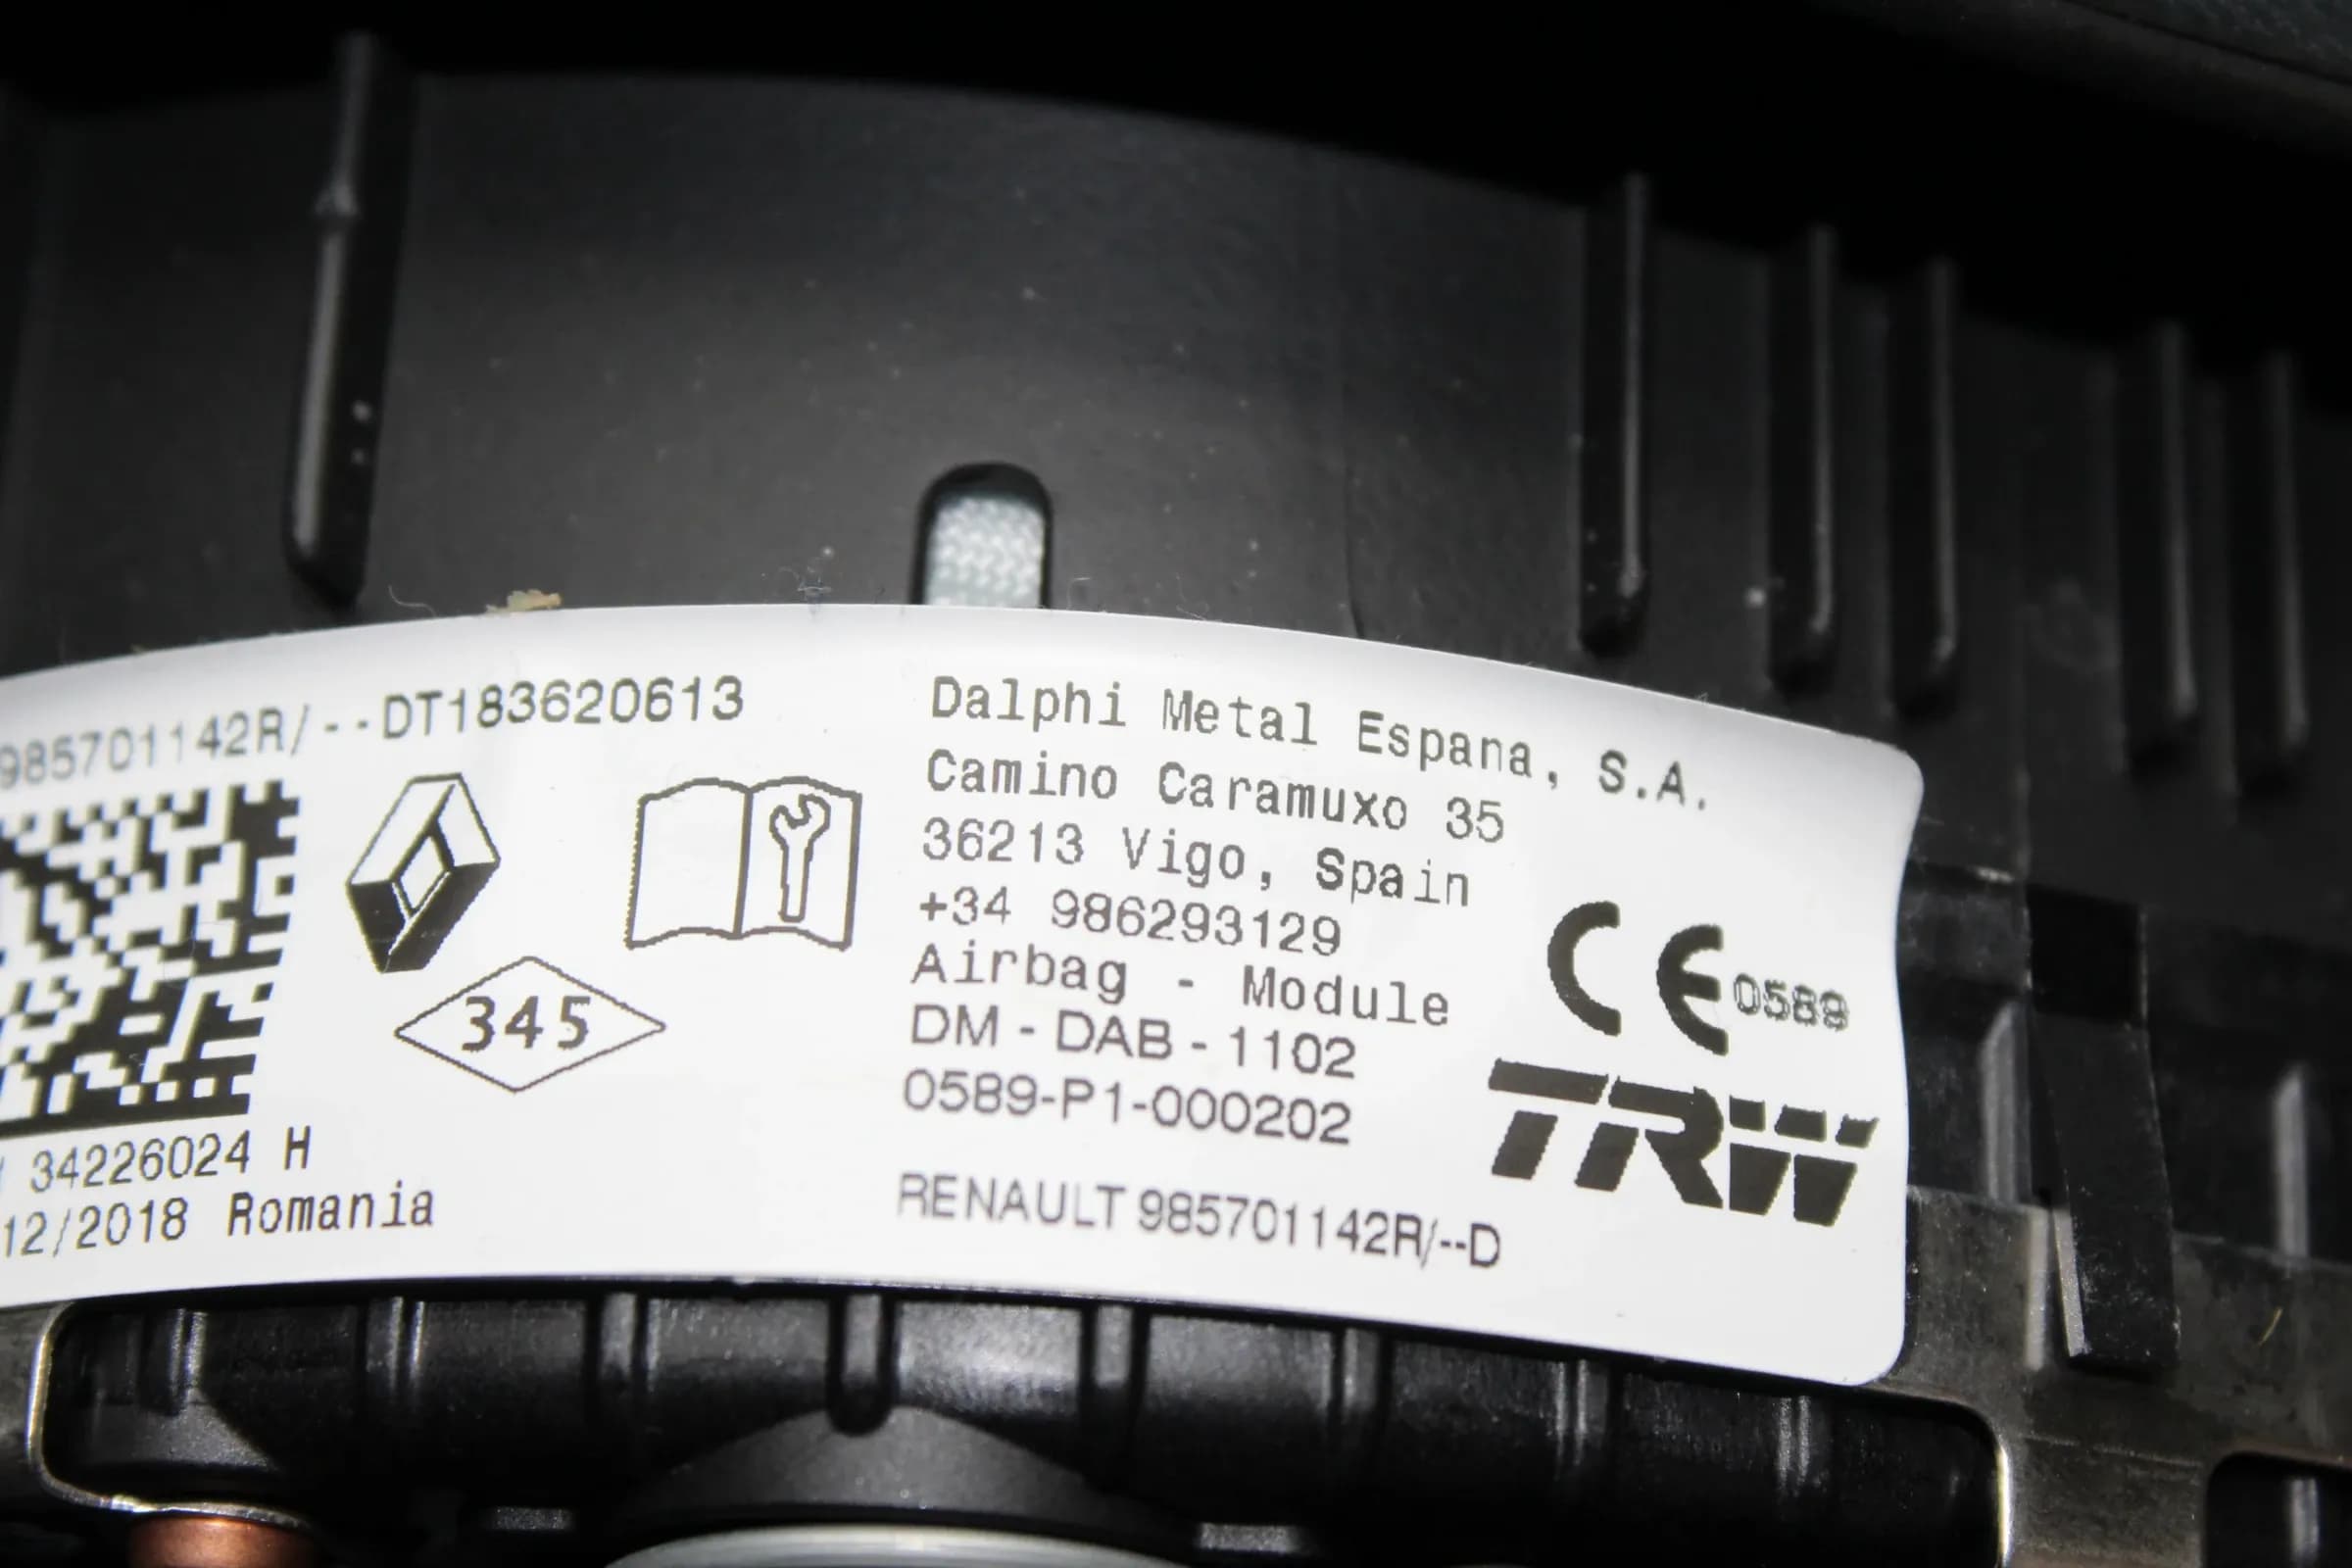 985701142R/--DT183620613
345
34226024 H
12/2018 Romania
Dalphi Metal Espana, S.A.
Camino Caramuxo 35
36213 Vigo, Spain
+34 986293129
Airbag - Module
DM - DAB - 1102
0589-P1-000202
RENAULT 985701142R/--D
CE 0589
TRW